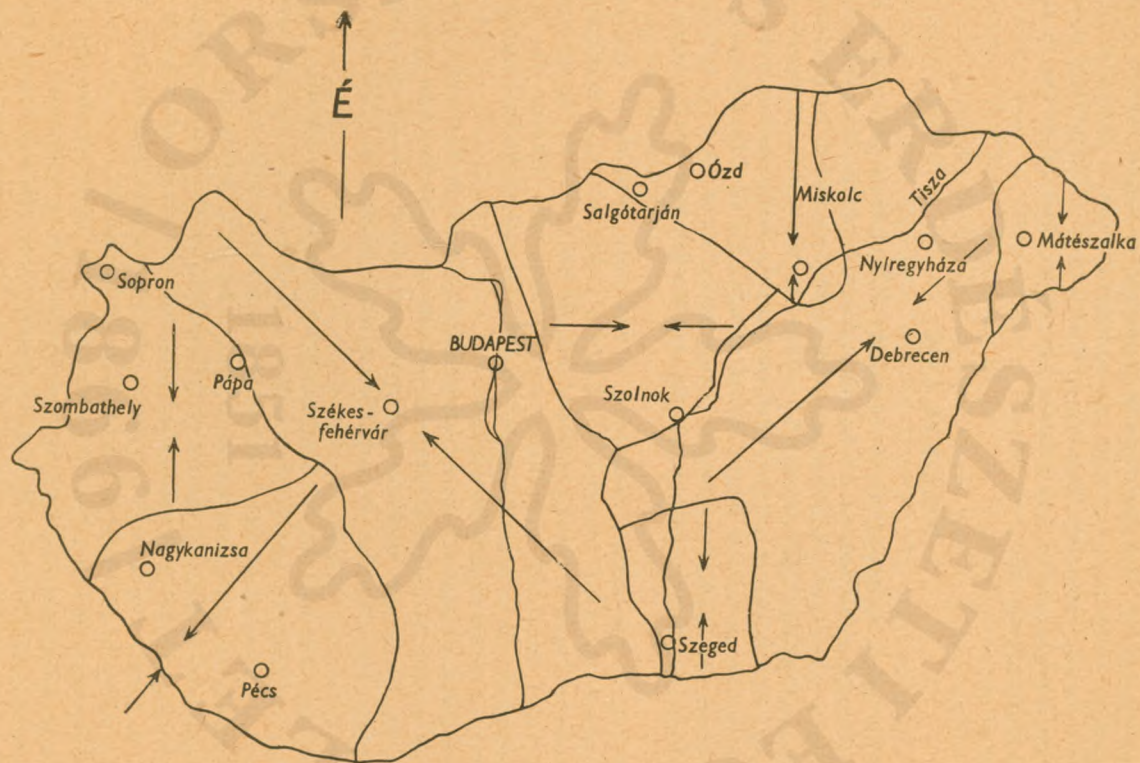 É
Ózd
Salgótarján
Miskolc
Tisza
Nyíregyháza
Mátészalka
Sopron
BUDAPEST
Debrecen
Pápa
Szombathely
Székes-
fehérvár
Szolnok
Nagykanizsa
Szeged
Pécs